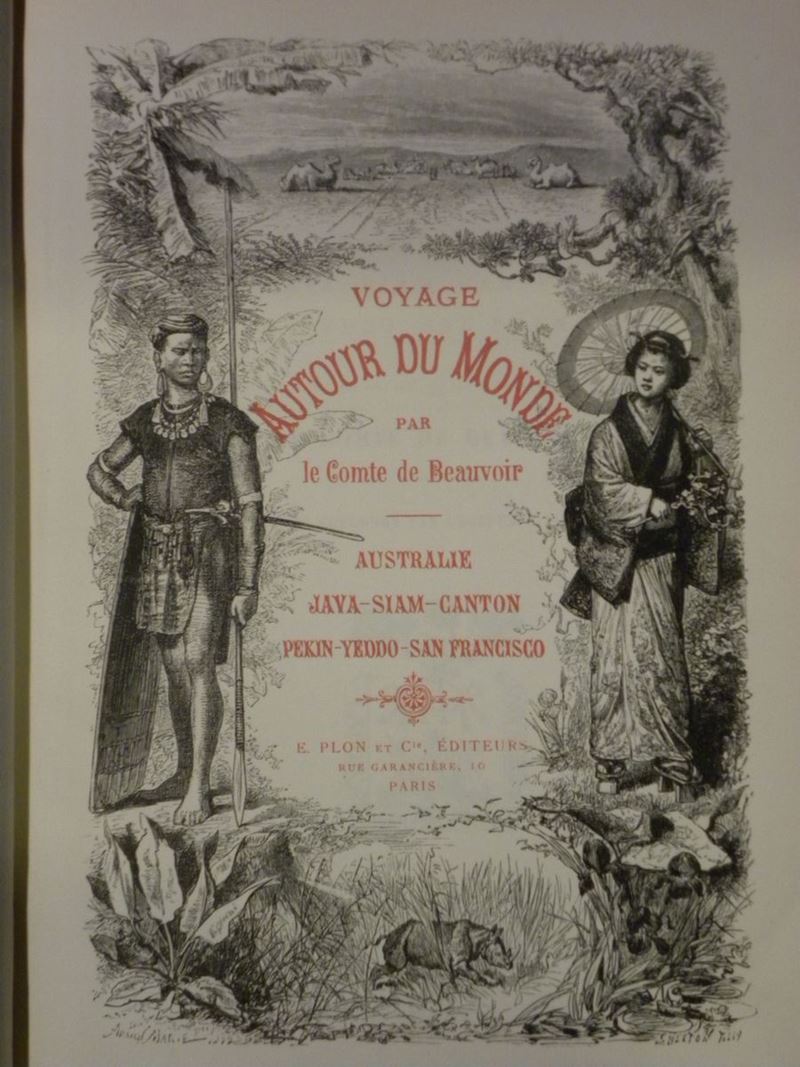 VOYAGE
AUTOUR DU MONDE
PAR
le Comte de Beauvoir
AUSTRALIE
JAVA-SIAM-CANTON
PEKIN-YEDDO-SAN FRANCISCO
E. PLON ET Cie, ÉDITEURS
RUE GARANCIÈRE, 10
PARIS